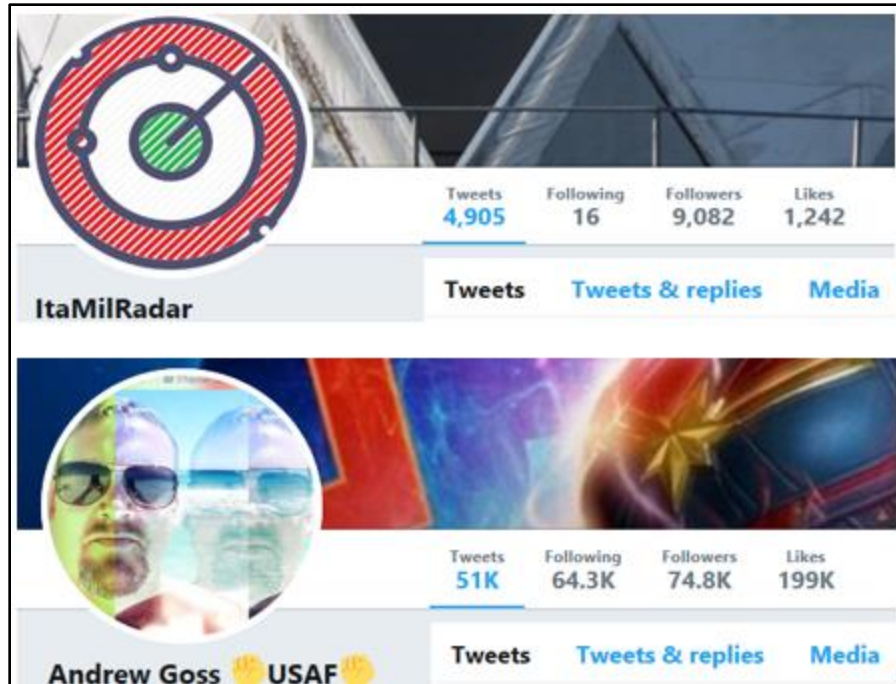 Tweets Following Followers Likes
4,905 16 9,082 1,242
ItaMilRadar
Tweets Tweets & replies Media
Tweets Following Followers Likes
51K 64.3K 74.8K 199K
Andrew Goss ✊USAF✊
Tweets Tweets & replies Media